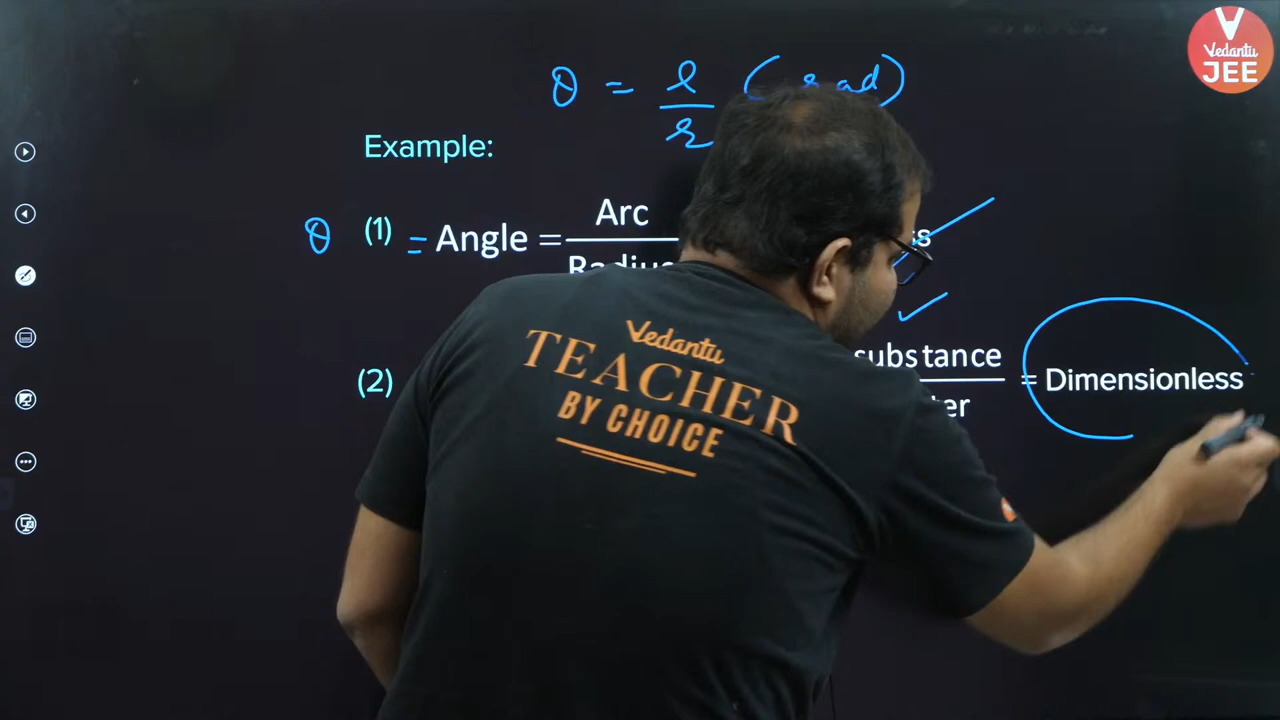 Vedantu
JEE
θ = l/r (rad)
Example:
θ (1) = Angle = Arc
(2)
substance
= Dimensionless
Vedantu
TEACHER
BY CHOICE